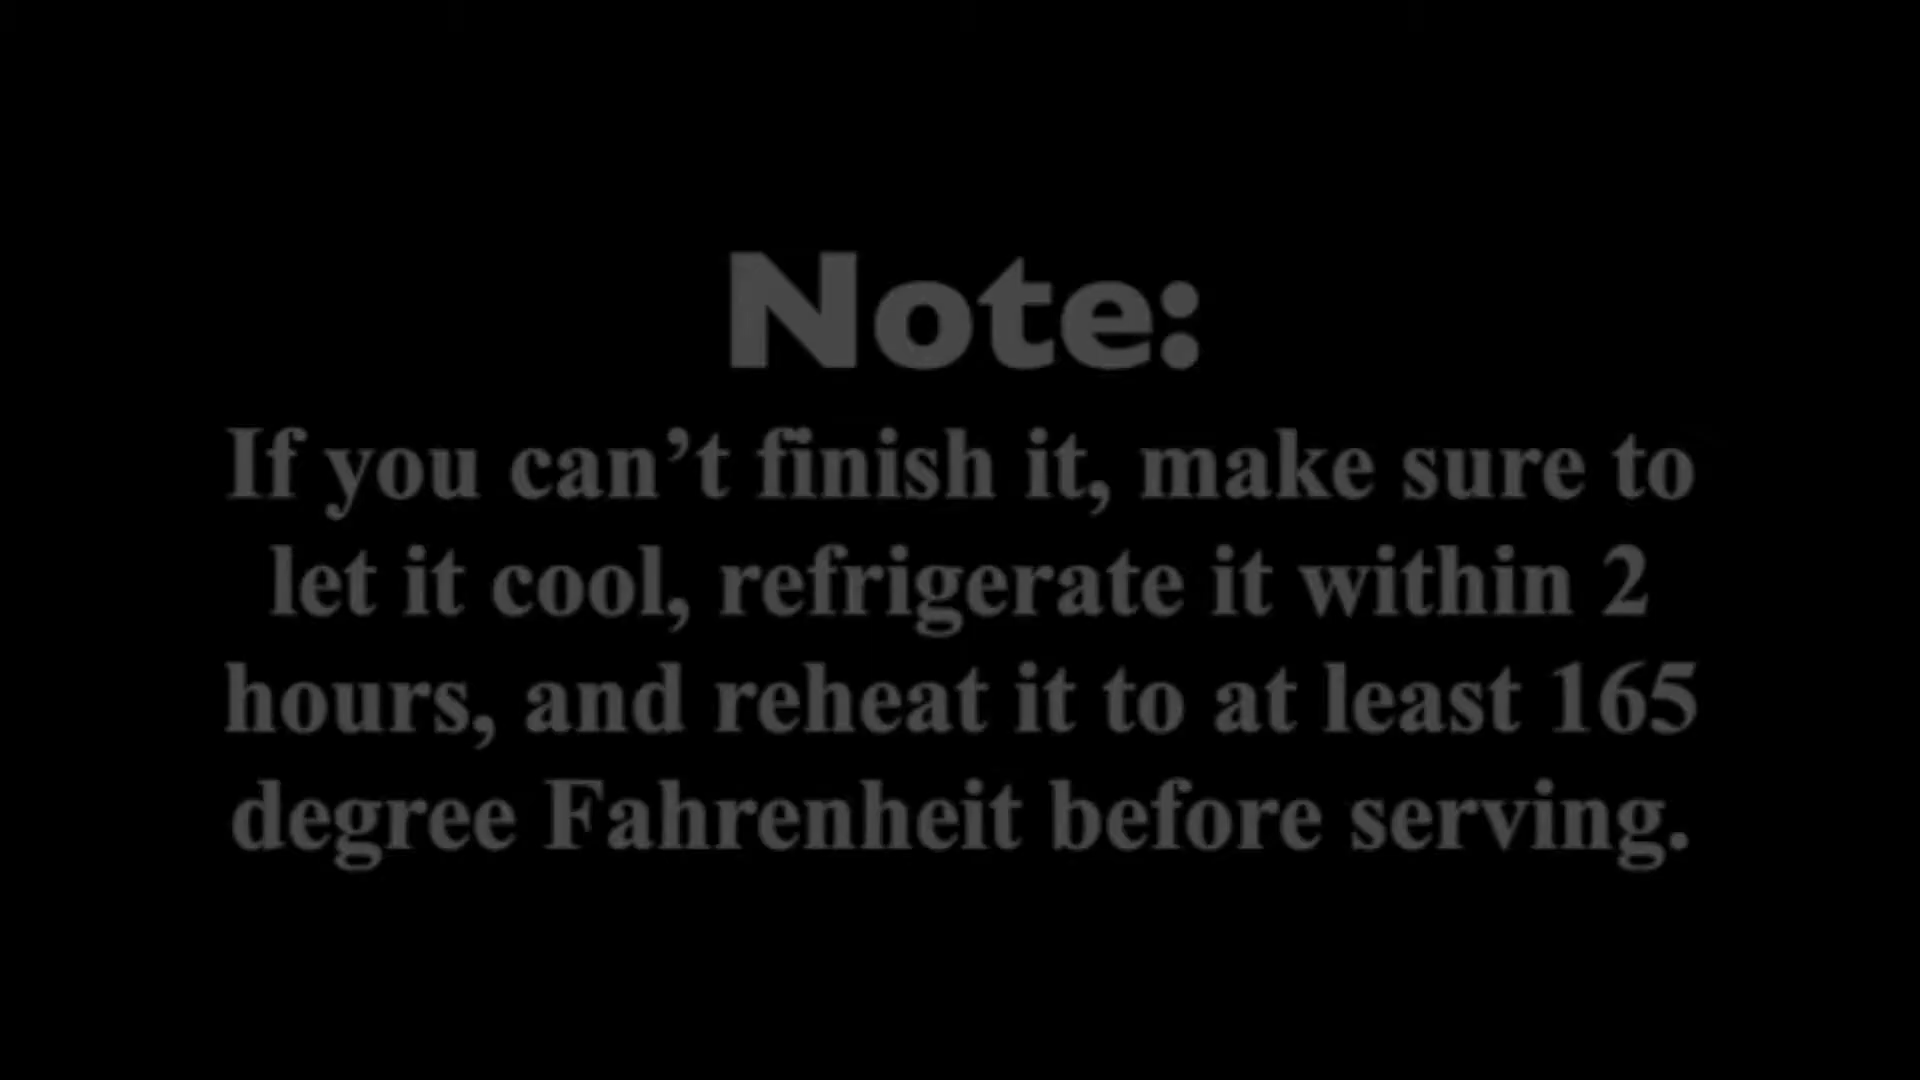 Note:
If you can’t finish it, make sure to
let it cool, refrigerate it within 2
hours, and reheat it to at least 165
degree Fahrenheit before serving.